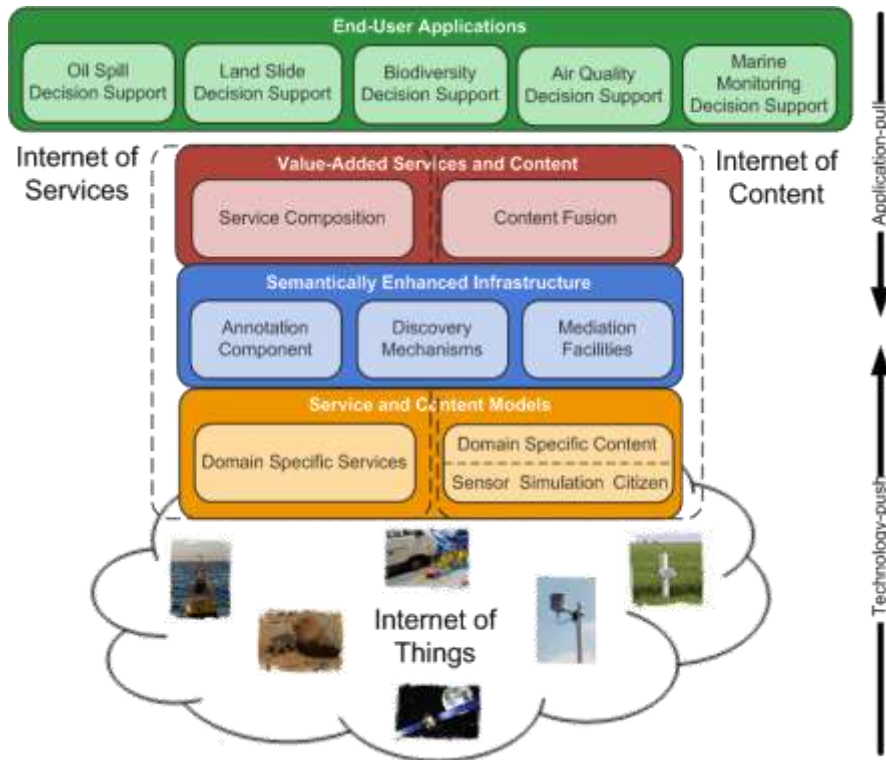 End-User Applications
Oil Spill
Decision Support
Land Slide
Decision Support
Biodiversity
Decision Support
Air Quality
Decision Support
Marine
Monitoring
Decision Support
Internet of
Services
Internet of
Content
Value-Added Services and Content
Service Composition
Content Fusion
Semantically Enhanced Infrastructure
Annotation
Component
Discovery
Mechanisms
Mediation
Facilities
Service and Content Models
Domain Specific Services
Domain Specific Content
Sensor Simulation Citizen
Internet of
Things
Application-pull
Technology-push